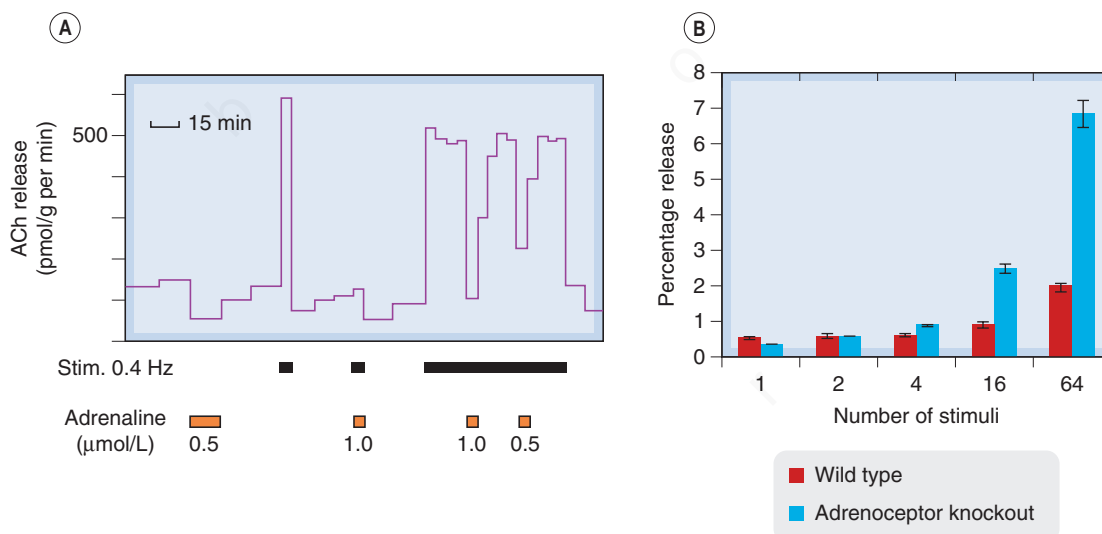 A
ACh release
(pmol/g per min)
500
15 min
Stim. 0.4 Hz
Adrenaline
(μmol/L)
0.5 1.0 1.0 0.5
B
Percentage release
8
7
6
5
4
3
2
1
0
1 2 4 16 64
Number of stimuli
Wild type
Adrenoceptor knockout